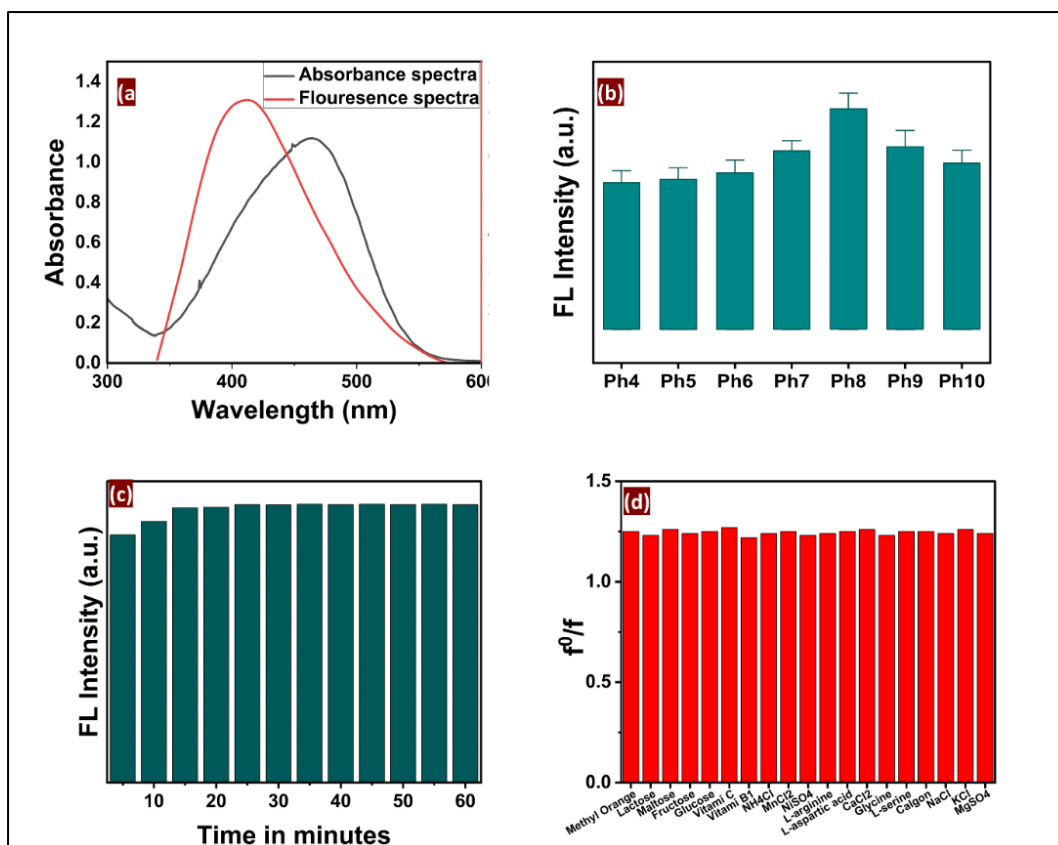 (a
Absorbance spectra
Flouresence spectra
1.4
1.2
1.0
0.8
0.6
0.4
0.2
0.0
Absorbance
300
400
500
600
Wavelength (nm)
(b)
FL Intensity (a.u.)
Ph4
Ph5
Ph6
Ph7
Ph8
Ph9
Ph10
(c)
FL Intensity (a.u.)
10
20
30
40
50
60
Time in minutes
(d)
1.5
1.0
0.5
0.0
f⁰/f
Methyl Orange
Lactose
Maltose
Fructose
Glucose
Vitami C
Vitami B1
NH4Cl
MnCl2
NiSO4
L-arginine
L-aspartic acid
CaCl2
Glycine
L-serine
Calgon
NaCl
KCl
MgSO4